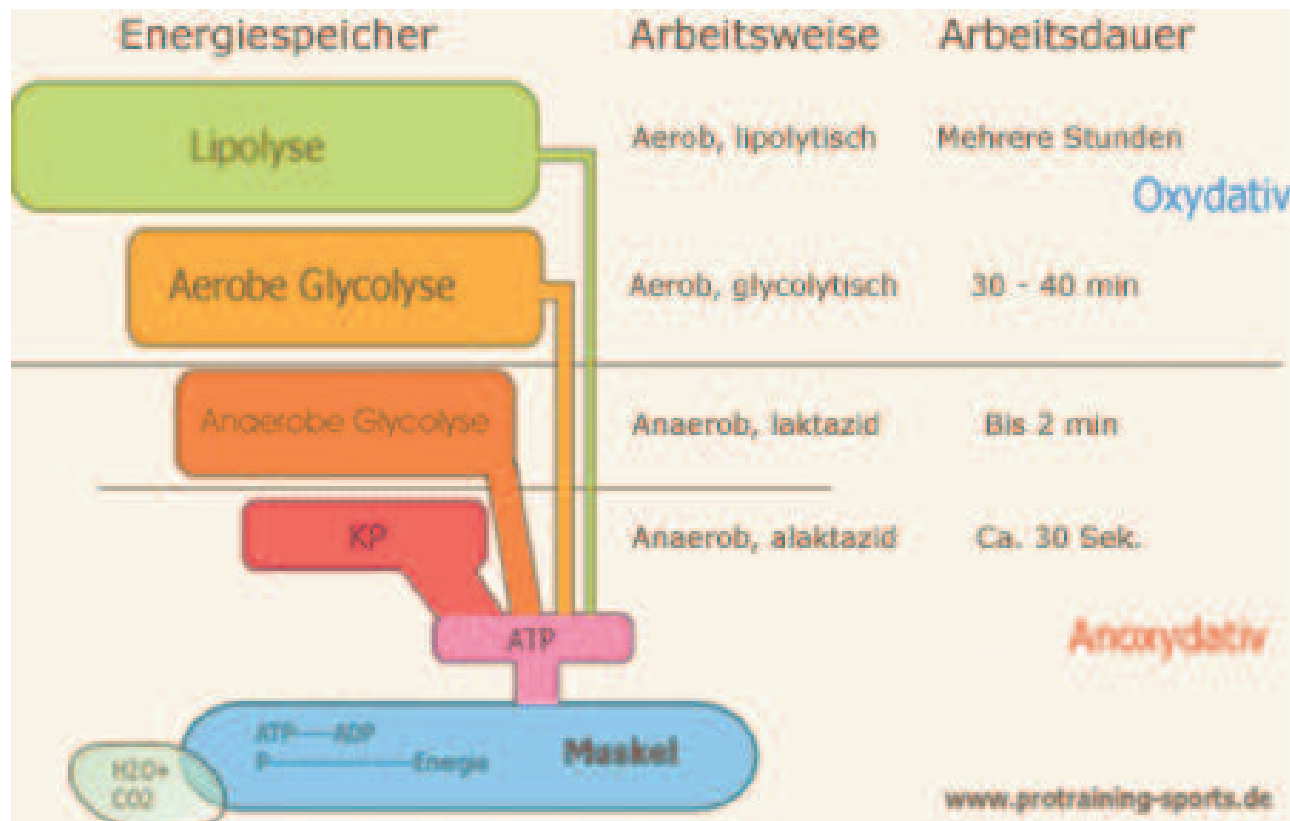 Energiespeicher Arbeitsweise Arbeitsdauer
Lipolyse Aerob, lipolytisch Mehrere Stunden
Oxydativ
Aerobe Glycolyse Aerob, glycolytisch 30 - 40 min
Anaerobe Glycolyse Anaerob, laktazid Bis 2 min
KP Anaerob, alaktazid Ca. 30 Sek.
ATP
Anoxydativ
ATP ADP
P Energie
Muskel
H2O+
CO2
www.protraining-sports.de